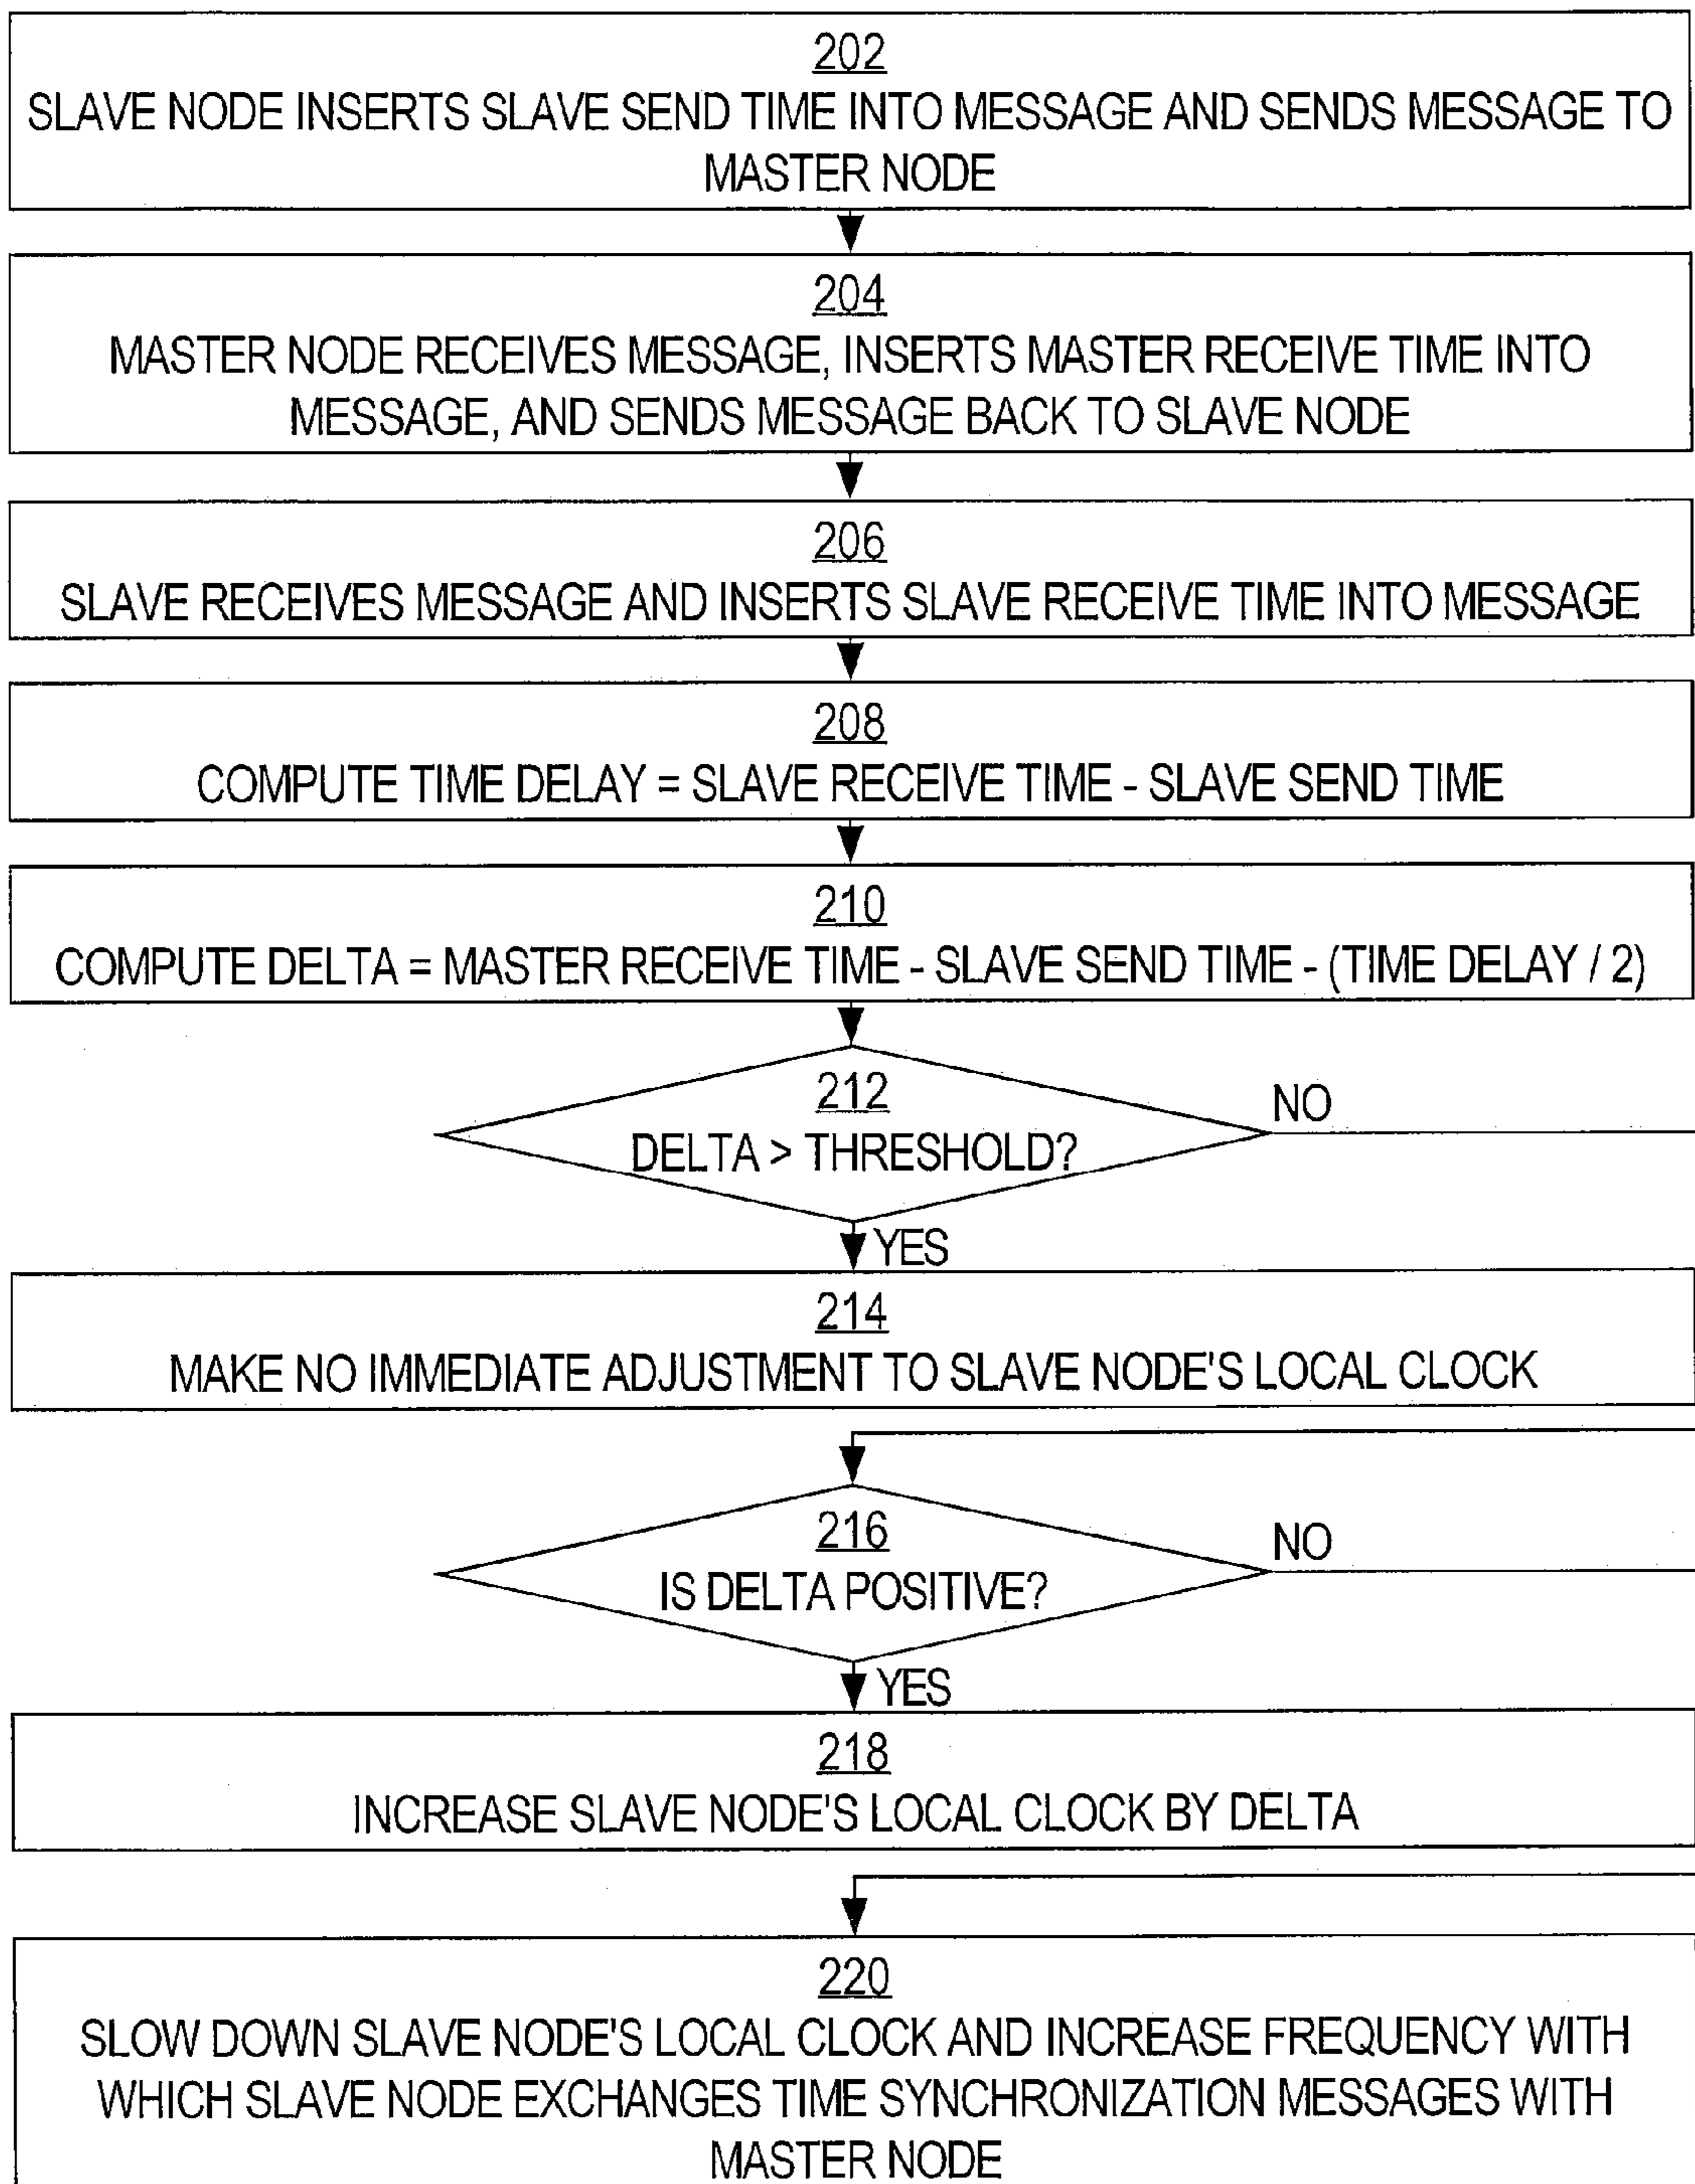 202
SLAVE NODE INSERTS SLAVE SEND TIME INTO MESSAGE AND SENDS MESSAGE TO
MASTER NODE
204
MASTER NODE RECEIVES MESSAGE, INSERTS MASTER RECEIVE TIME INTO
MESSAGE, AND SENDS MESSAGE BACK TO SLAVE NODE
206
SLAVE RECEIVES MESSAGE AND INSERTS SLAVE RECEIVE TIME INTO MESSAGE
208
COMPUTE TIME DELAY = SLAVE RECEIVE TIME - SLAVE SEND TIME
210
COMPUTE DELTA = MASTER RECEIVE TIME - SLAVE SEND TIME - (TIME DELAY / 2)
212
DELTA > THRESHOLD?
NO
YES
214
MAKE NO IMMEDIATE ADJUSTMENT TO SLAVE NODE'S LOCAL CLOCK
216
IS DELTA POSITIVE?
NO
YES
218
INCREASE SLAVE NODE'S LOCAL CLOCK BY DELTA
220
SLOW DOWN SLAVE NODE'S LOCAL CLOCK AND INCREASE FREQUENCY WITH
WHICH SLAVE NODE EXCHANGES TIME SYNCHRONIZATION MESSAGES WITH
MASTER NODE